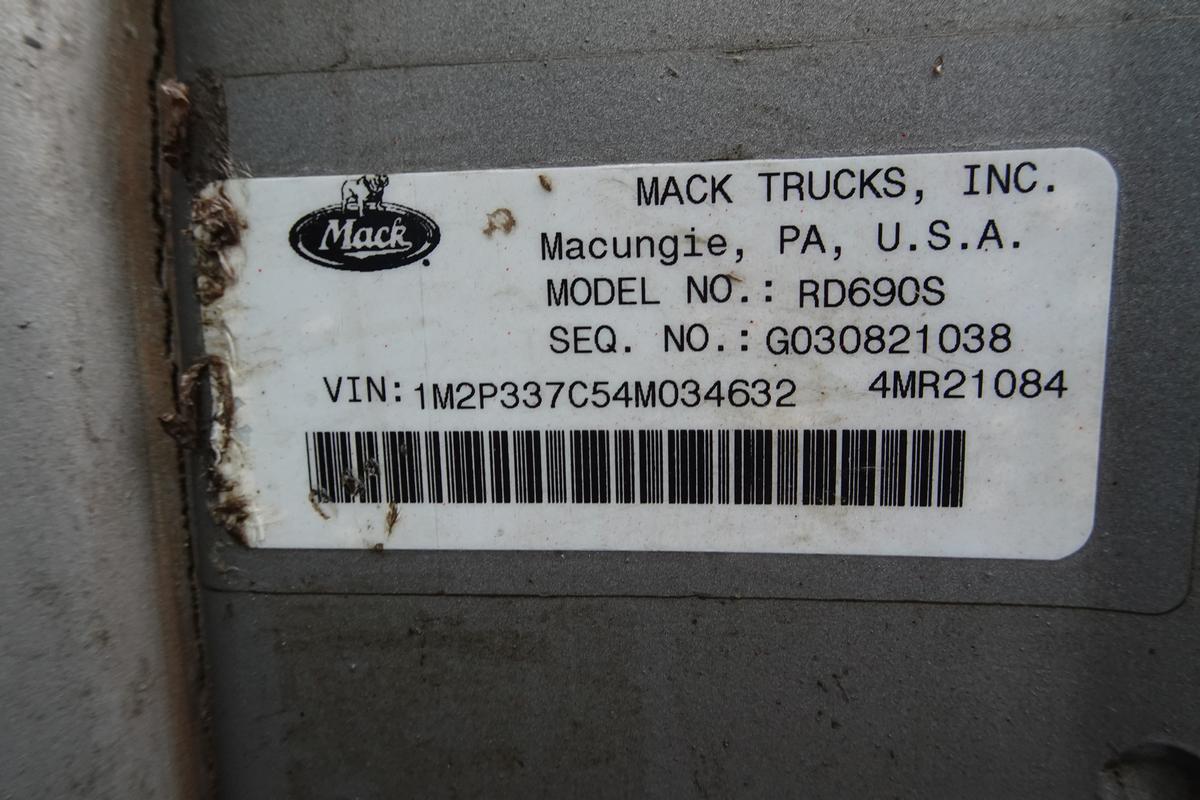 Mack
MACK TRUCKS, INC.
Macungie, PA, U.S.A.
MODEL NO.: RD690S
SEQ. NO.: G030821038
VIN: 1M2P337C54M034632 4MR21084